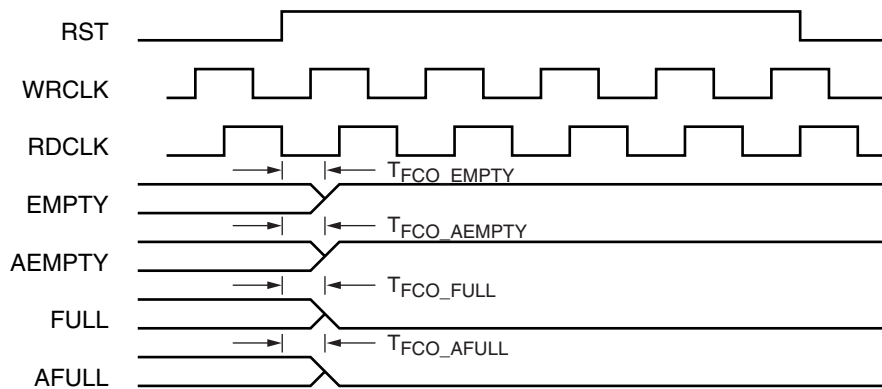 RST
WRCLK
RDCLK
TFCO_EMPTY
EMPTY
TFCO_AEMPTY
AEMPTY
TFCO_FULL
FULL
TFCO_AFULL
AFULL